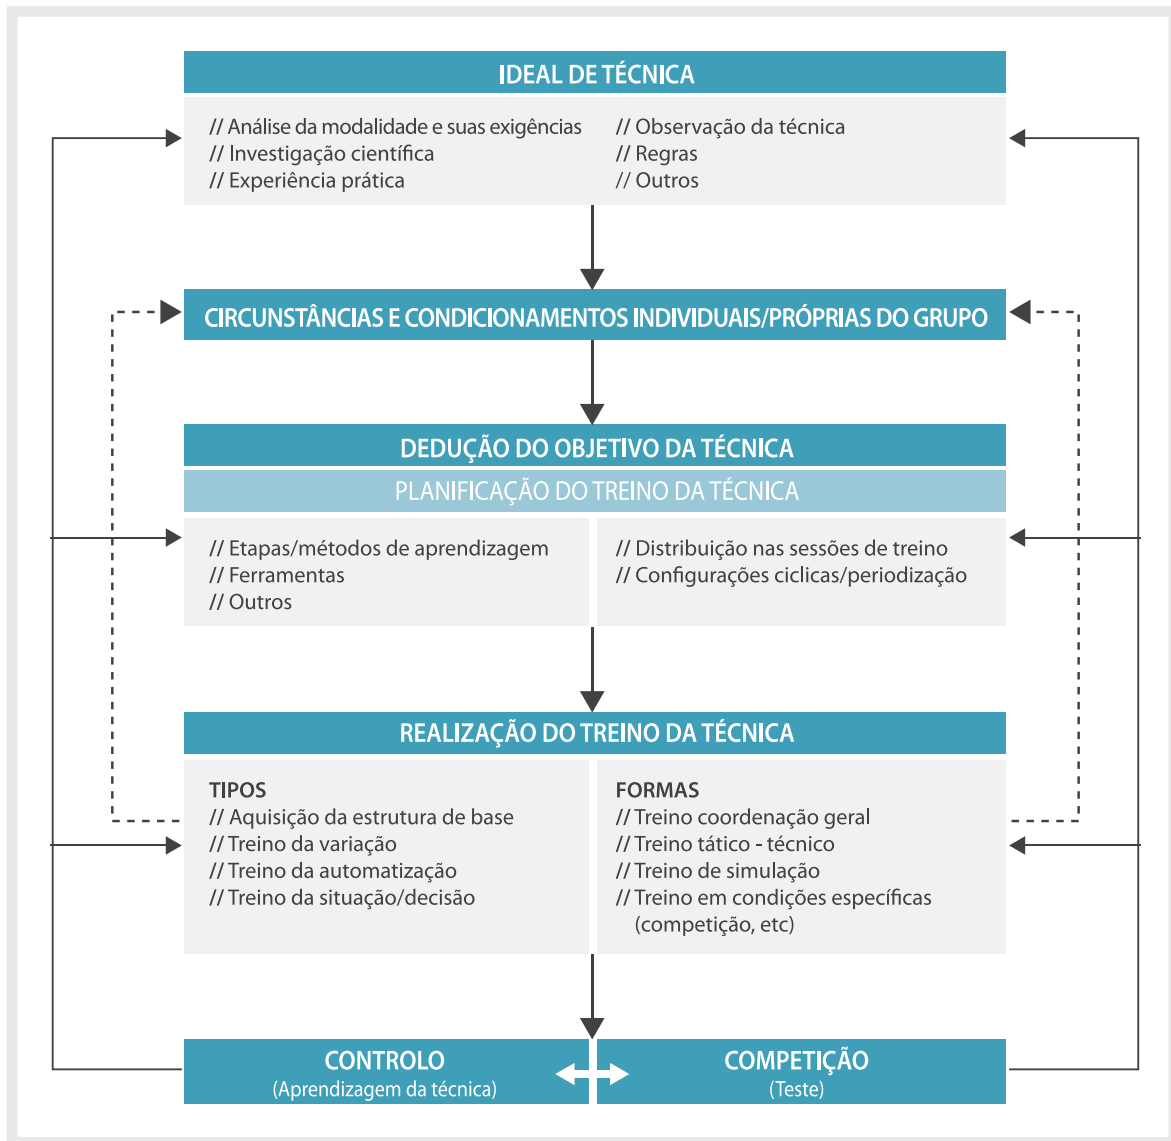 IDEAL DE TÉCNICA
// Análise da modalidade e suas exigências
// Investigação científica
// Experiência prática
// Observação da técnica
// Regras
// Outros
CIRCUNSTÂNCIAS E CONDICIONAMENTOS INDIVIDUAIS/PRÓPRIAS DO GRUPO
DEDUÇÃO DO OBJETIVO DA TÉCNICA
PLANIFICAÇÃO DO TREINO DA TÉCNICA
// Etapas/métodos de aprendizagem
// Ferramentas
// Outros
// Distribuição nas sessões de treino
// Configurações ciclicas/periodização
REALIZAÇÃO DO TREINO DA TÉCNICA
TIPOS
// Aquisição da estrutura de base
// Treino da variação
// Treino da automatização
// Treino da situação/decisão
FORMAS
// Treino coordenação geral
// Treino tático - técnico
// Treino de simulação
// Treino em condições específicas
(competição, etc)
CONTROLO
(Aprendizagem da técnica)
COMPETIÇÃO
(Teste)